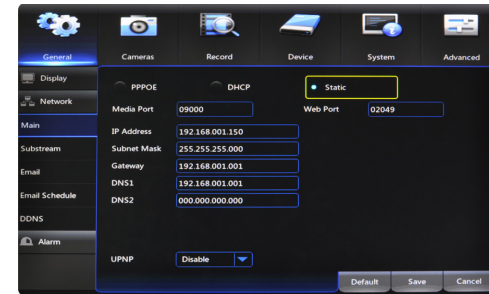 General Cameras Record Device System Advanced
Display
Network
Main
Substream
Email
Email Schedule
DDNS
Alarm
PPPOE DHCP Static
Media Port 09000 Web Port 02049
IP Address 192.168.001.150
Subnet Mask 255.255.255.000
Gateway 192.168.001.001
DNS1 192.168.001.001
DNS2 000.000.000.000
UPNP Disable
Default Save Cancel